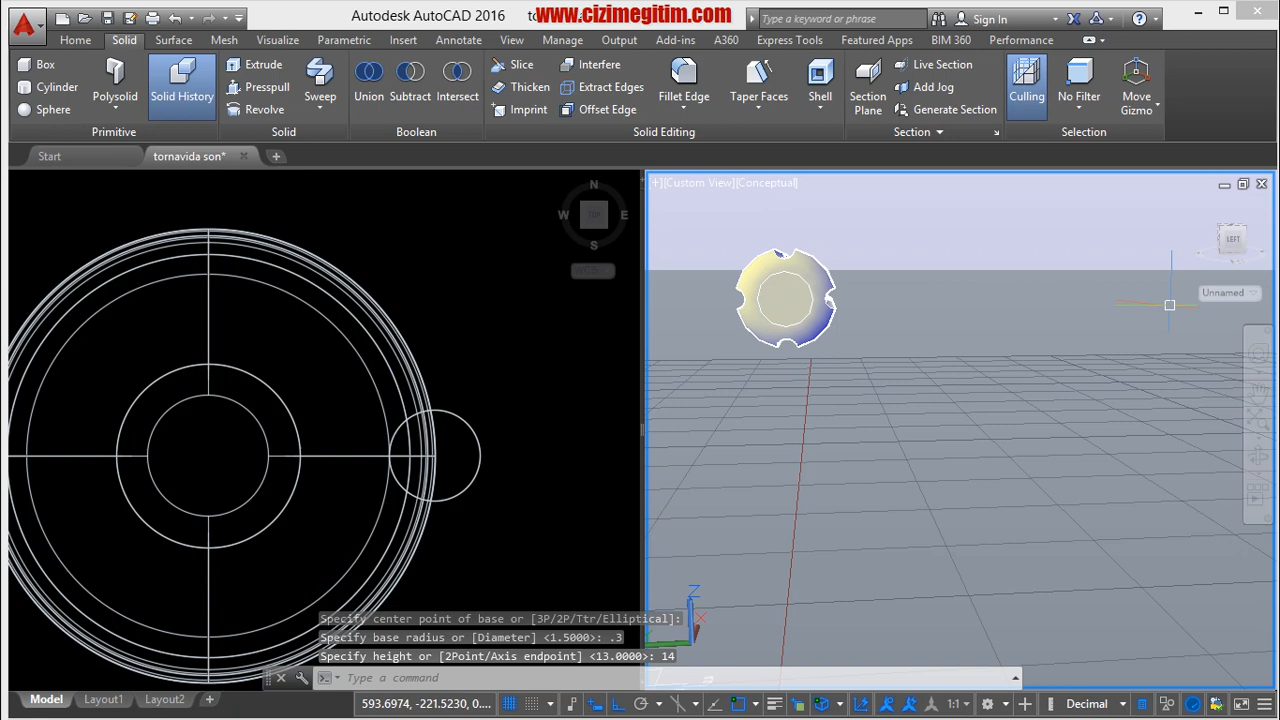 Autodesk AutoCAD 2016
www.cizimegitim.com
Type a keyword or phrase
Sign In
Home Solid Surface Mesh Visualize Parametric Insert Annotate View Manage Output Add-ins A360 Express Tools Featured Apps BIM 360 Performance
Box
Cylinder
Sphere
Polysolid
Solid History
Primitive
Extrude
Presspull
Revolve
Sweep
Solid
Union
Subtract
Intersect
Boolean
Slice
Thicken
Imprint
Interfere
Extract Edges
Offset Edge
Fillet Edge
Taper Faces
Shell
Solid Editing
Section
Plane
Live Section
Add Jog
Generate Section
Section
Culling
No Filter
Move
Gizmo
Selection
Start
tornavida son*
N
W
TOP
E
S
WCS
[+][Custom View][Conceptual]
LEFT
Unnamed
Z
Specify center point of base or [3P/2P/Ttr/Elliptical]:
Specify base radius or [Diameter] <1.5000>: .3
Specify height or [2Point/Axis endpoint] <13.0000>: 14
Type a command
Model Layout1 Layout2
593.6974, -221.5230, 0....
MODEL
1:1
Decimal